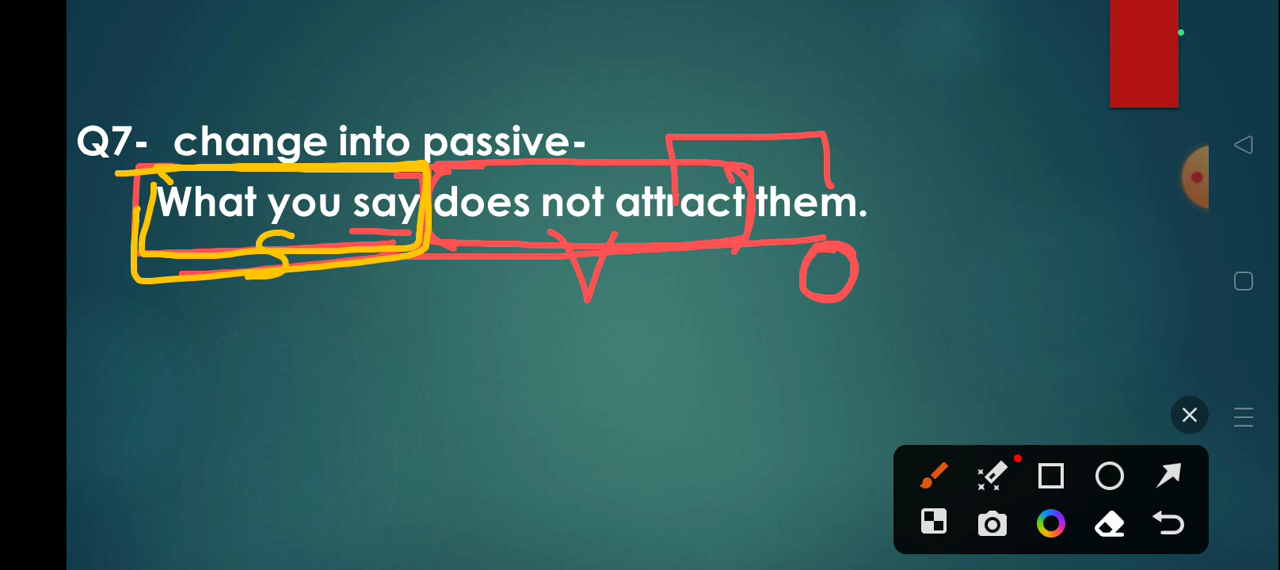 Q7- change into passive-
What you say does not attract them.
S V O